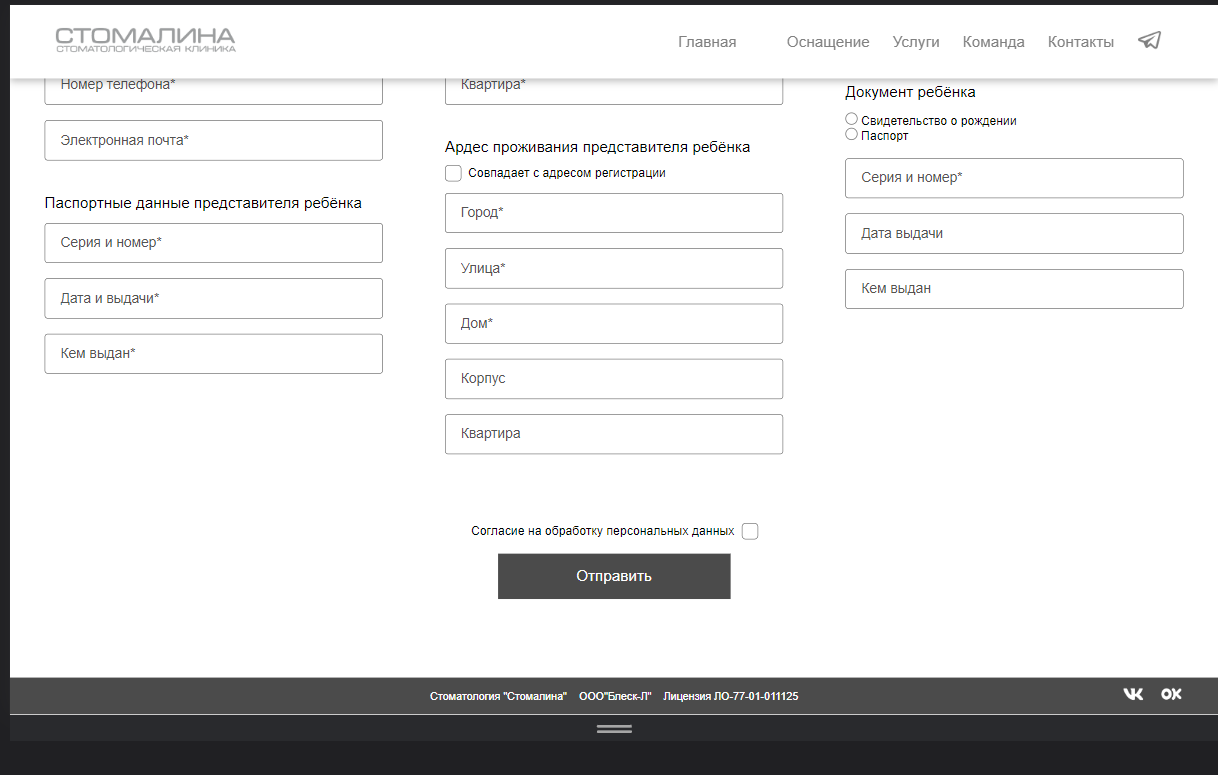 СТОМАЛИНА
СТОМАТОЛОГИЧЕСКАЯ КЛИНИКА
Главная Оснащение Услуги Команда Контакты
Номер телефона*
Электронная почта*
Паспортные данные представителя ребёнка
Серия и номер*
Дата и выдачи*
Кем выдан*
Квартира*
Ардес проживания представителя ребёнка
Совпадает с адресом регистрации
Город*
Улица*
Дом*
Корпус
Квартира
Документ ребёнка
Свидетельство о рождении
Паспорт
Серия и номер*
Дата выдачи
Кем выдан
Согласие на обработку персональных данных
Отправить
Стоматология "Стомалина" ООО"Блеск-Л" Лицензия ЛО-77-01-011125